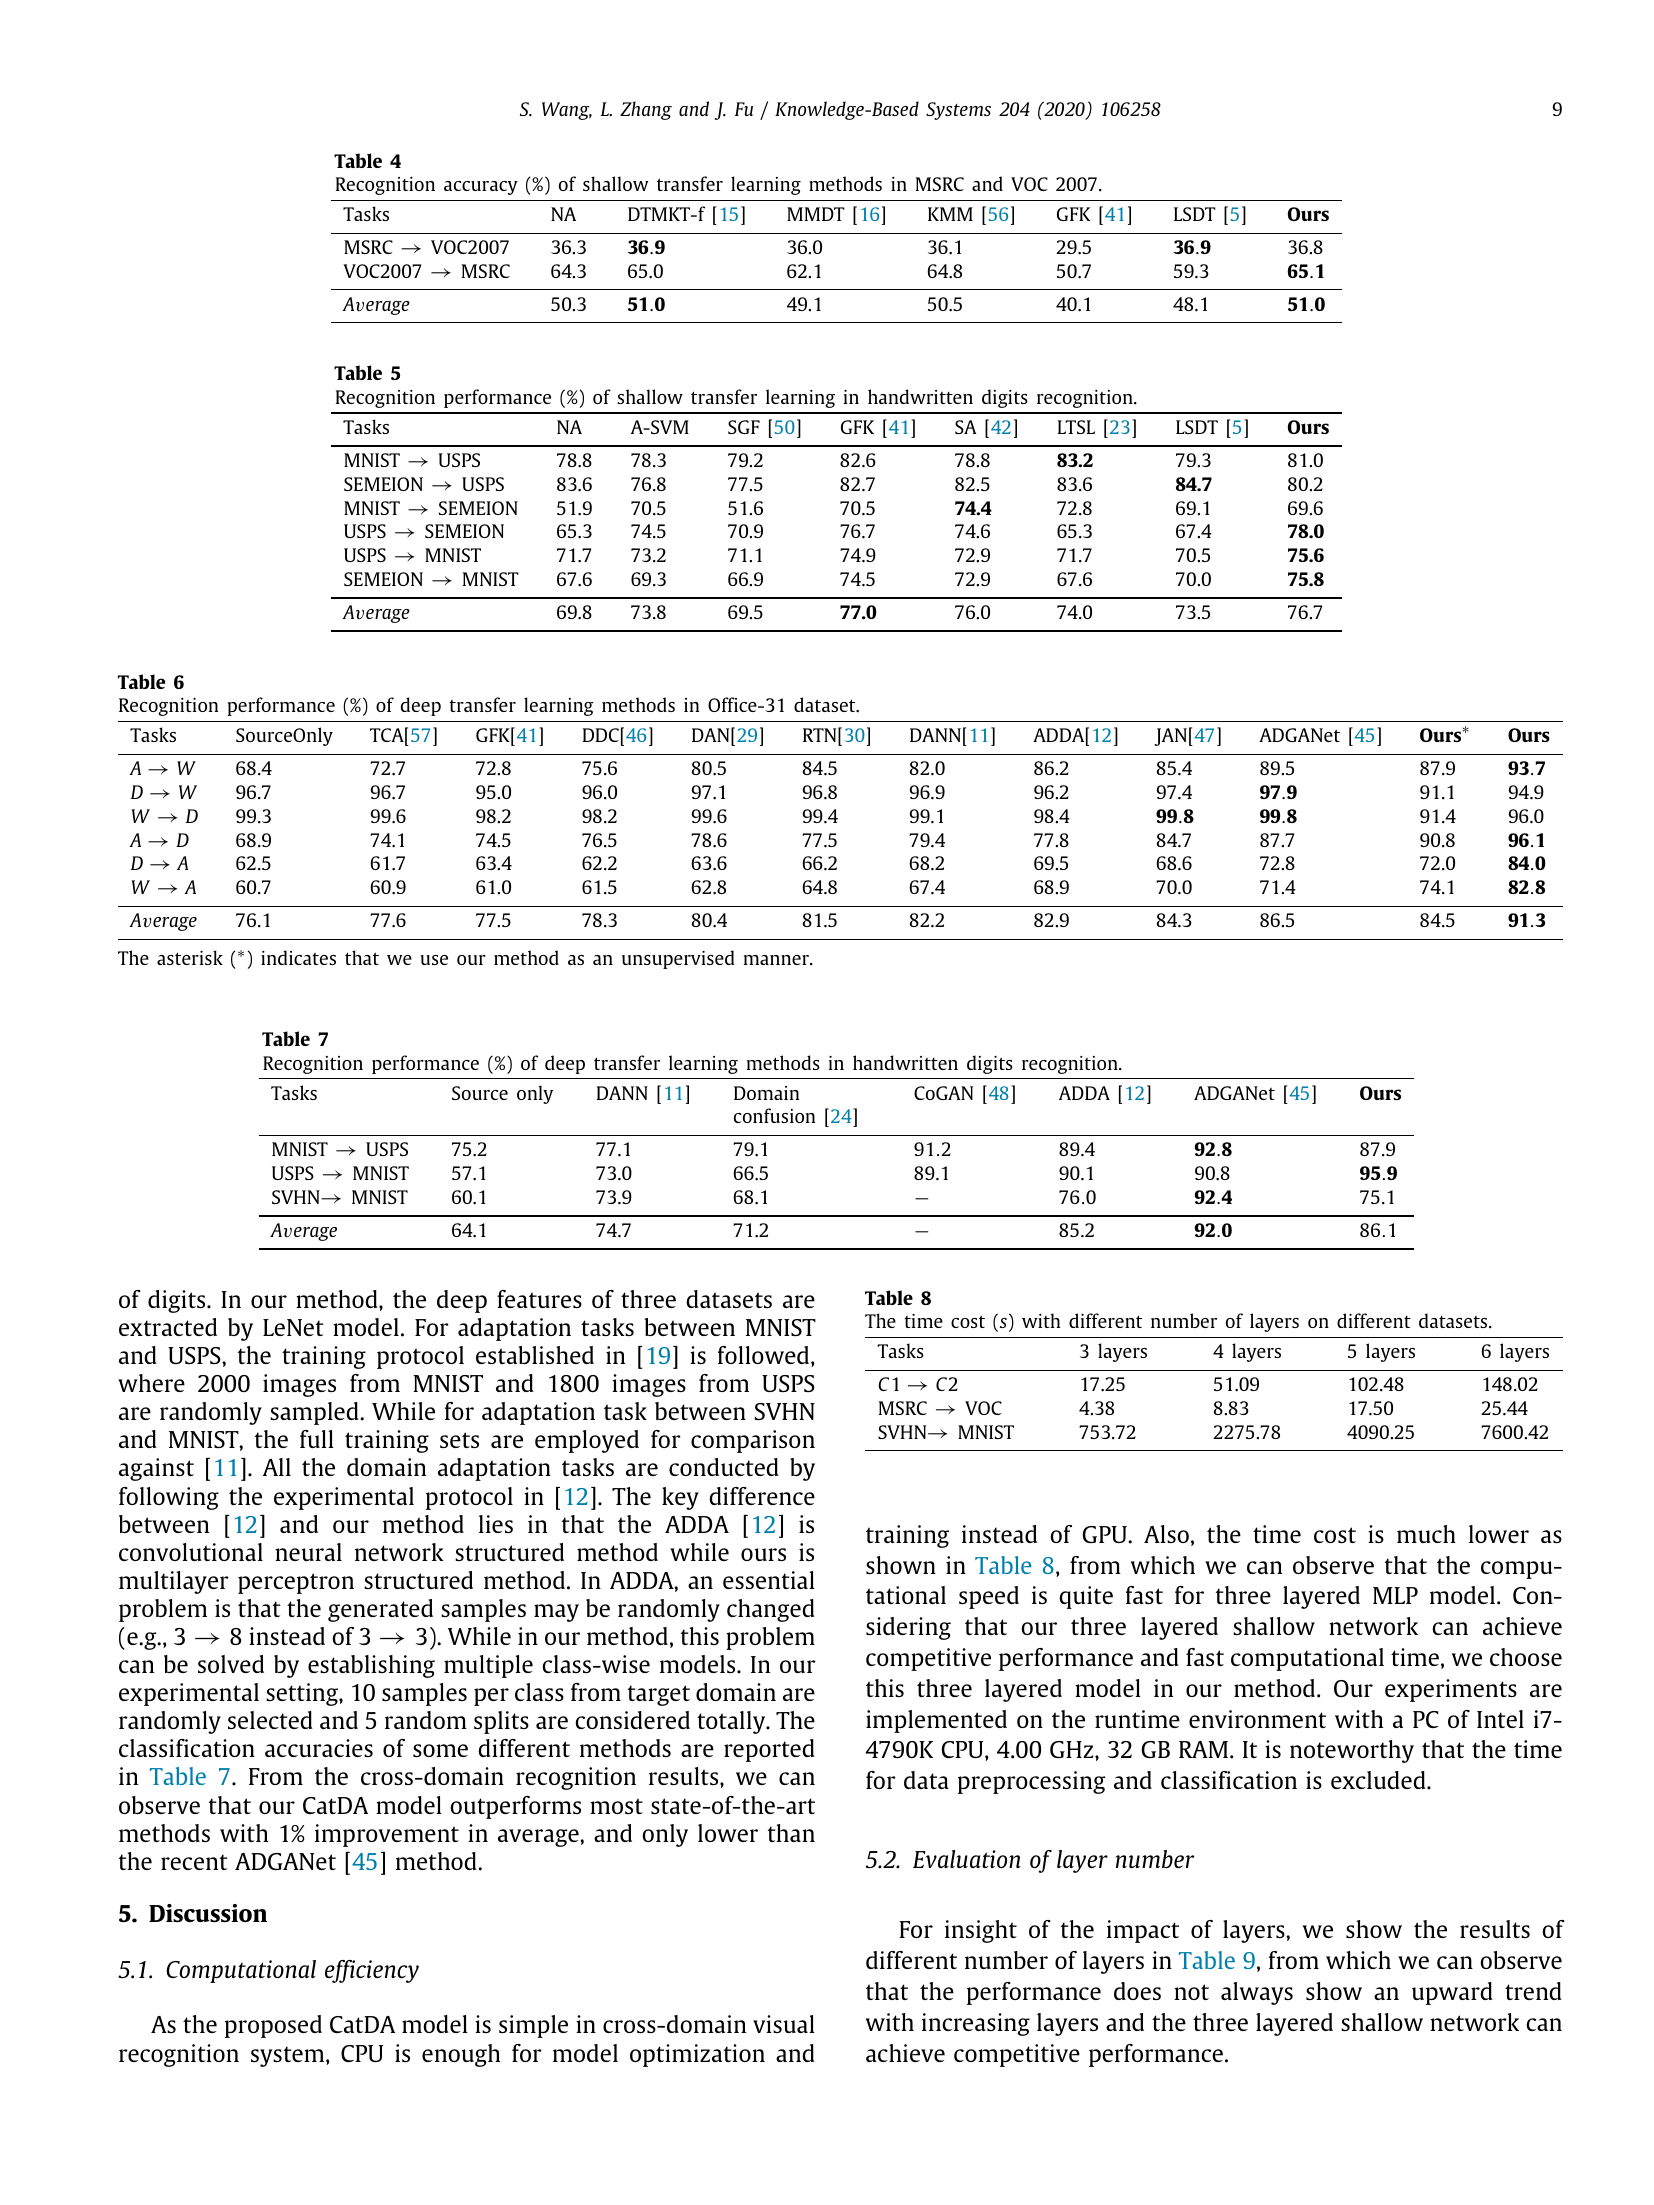 S. Wang, L. Zhang and J. Fu / Knowledge-Based Systems 204 (2020) 106258 9
Table 4
Recognition accuracy (%) of shallow transfer learning methods in MSRC and VOC 2007.
Tasks NA DTMKT-f [15] MMDT [16] KMM [56] GFK [41] LSDT [5] Ours
MSRC → VOC2007 36.3 36.9 36.0 36.1 29.5 36.9 36.8
VOC2007 → MSRC 64.3 65.0 62.1 64.8 50.7 59.3 65.1
Average 50.3 51.0 49.1 50.5 40.1 48.1 51.0
Table 5
Recognition performance (%) of shallow transfer learning in handwritten digits recognition.
Tasks NA A-SVM SGF [50] GFK [41] SA [42] LTSL [23] LSDT [5] Ours
MNIST → USPS 78.8 78.3 79.2 82.6 78.8 83.2 79.3 81.0
SEMEION → USPS 83.6 76.8 77.5 82.7 82.5 83.6 84.7 80.2
MNIST → SEMEION 51.9 70.5 51.6 70.5 74.4 72.8 69.1 69.6
USPS → SEMEION 65.3 74.5 70.9 76.7 74.6 65.3 67.4 78.0
USPS → MNIST 71.7 73.2 71.1 74.9 72.9 71.7 70.5 75.6
SEMEION → MNIST 67.6 69.3 66.9 74.5 72.9 67.6 70.0 75.8
Average 69.8 73.8 69.5 77.0 76.0 74.0 73.5 76.7
Table 6
Recognition performance (%) of deep transfer learning methods in Office-31 dataset.
Tasks SourceOnly TCA[57] GFK[41] DDC[46] DAN[29] RTN[30] DANN[11] ADDA[12] JAN[47] ADGANet [45] Ours* Ours
A → W 68.4 72.7 72.8 75.6 80.5 84.5 82.0 86.2 85.4 89.5 87.9 93.7
D → W 96.7 96.7 95.0 96.0 97.1 96.8 96.9 96.2 97.4 97.9 91.1 94.9
W → D 99.3 99.6 98.2 98.2 99.6 99.4 99.1 98.4 99.8 99.8 91.4 96.0
A → D 68.9 74.1 74.5 76.5 78.6 77.5 79.4 77.8 84.7 87.7 90.8 96.1
D → A 62.5 61.7 63.4 62.2 63.6 66.2 68.2 69.5 68.6 72.8 72.0 84.0
W → A 60.7 60.9 61.0 61.5 62.8 64.8 67.4 68.9 70.0 71.4 74.1 82.8
Average 76.1 77.6 77.5 78.3 80.4 81.5 82.2 82.9 84.3 86.5 84.5 91.3
The asterisk (*) indicates that we use our method as an unsupervised manner.
Table 7
Recognition performance (%) of deep transfer learning methods in handwritten digits recognition.
Tasks Source only DANN [11] Domain CoGAN [48] ADDA [12] ADGANet [45] Ours
confusion [24]
MNIST → USPS 75.2 77.1 79.1 91.2 89.4 92.8 87.9
USPS → MNIST 57.1 73.0 66.5 89.1 90.1 90.8 95.9
SVHN→ MNIST 60.1 73.9 68.1 – 76.0 92.4 75.1
Average 64.1 74.7 71.2 – 85.2 92.0 86.1
of digits. In our method, the deep features of three datasets are
extracted by LeNet model. For adaptation tasks between MNIST
and USPS, the training protocol established in [19] is followed,
where 2000 images from MNIST and 1800 images from USPS
are randomly sampled. While for adaptation task between SVHN
and MNIST, the full training sets are employed for comparison
against [11]. All the domain adaptation tasks are conducted by
following the experimental protocol in [12]. The key difference
between [12] and our method lies in that the ADDA [12] is
convolutional neural network structured method while ours is
multilayer perceptron structured method. In ADDA, an essential
problem is that the generated samples may be randomly changed
(e.g., 3 → 8 instead of 3 → 3). While in our method, this problem
can be solved by establishing multiple class-wise models. In our
experimental setting, 10 samples per class from target domain are
randomly selected and 5 random splits are considered totally. The
classification accuracies of some different methods are reported
in Table 7. From the cross-domain recognition results, we can
observe that our CatDA model outperforms most state-of-the-art
methods with 1% improvement in average, and only lower than
the recent ADGANet [45] method.
5. Discussion
5.1. Computational efficiency
As the proposed CatDA model is simple in cross-domain visual
recognition system, CPU is enough for model optimization and
Table 8
The time cost (s) with different number of layers on different datasets.
Tasks 3 layers 4 layers 5 layers 6 layers
C1 → C2 17.25 51.09 102.48 148.02
MSRC → VOC 4.38 8.83 17.50 25.44
SVHN→ MNIST 753.72 2275.78 4090.25 7600.42
training instead of GPU. Also, the time cost is much lower as
shown in Table 8, from which we can observe that the compu-
tational speed is quite fast for three layered MLP model. Con-
sidering that our three layered shallow network can achieve
competitive performance and fast computational time, we choose
this three layered model in our method. Our experiments are
implemented on the runtime environment with a PC of Intel i7-
4790K CPU, 4.00 GHz, 32 GB RAM. It is noteworthy that the time
for data preprocessing and classification is excluded.
5.2. Evaluation of layer number
For insight of the impact of layers, we show the results of
different number of layers in Table 9, from which we can observe
that the performance does not always show an upward trend
with increasing layers and the three layered shallow network can
achieve competitive performance.